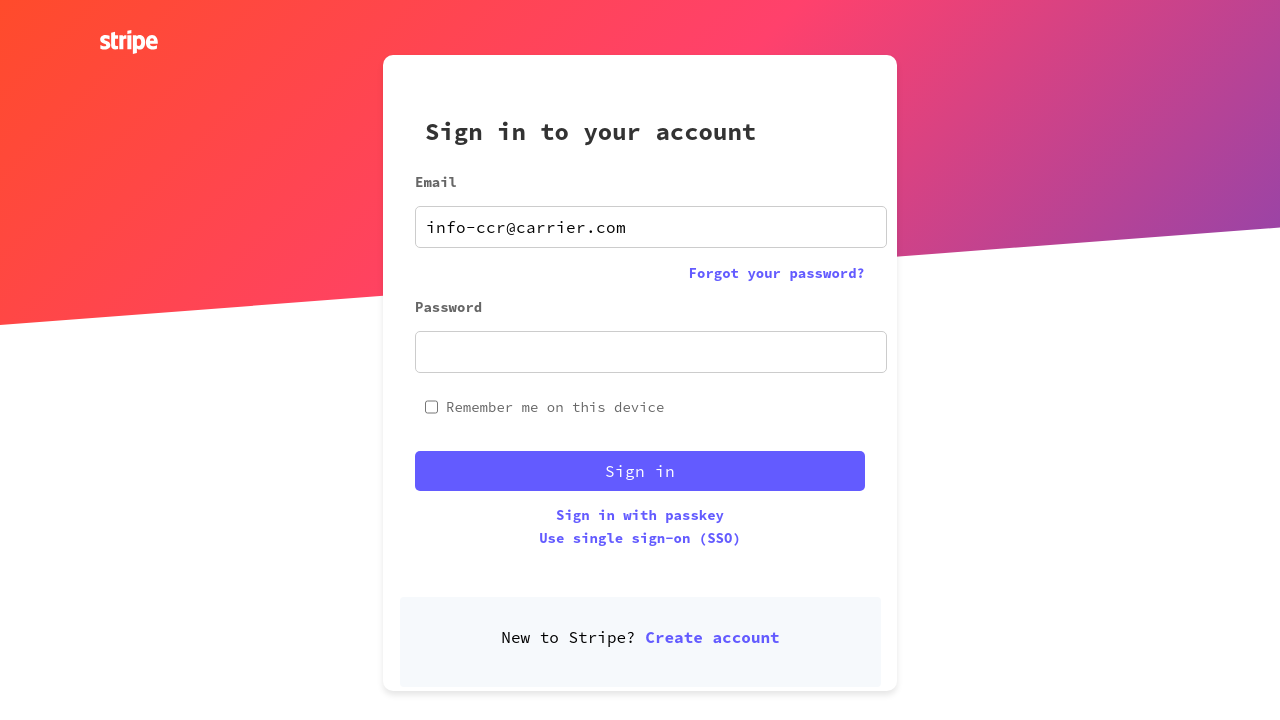 stripe
Sign in to your account
Email
info-ccr@carrier.com
Forgot your password?
Password
Remember me on this device
Sign in
Sign in with passkey
Use single sign-on (SSO)
New to Stripe? Create account